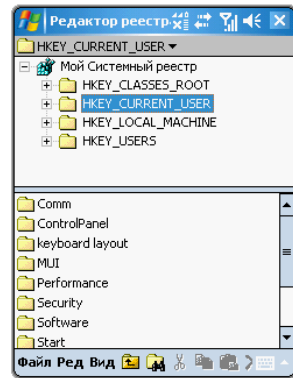 Редактор реестр
HKEY_CURRENT_USER
Мой Системный реестр
HKEY_CLASSES_ROOT
HKEY_CURRENT_USER
HKEY_LOCAL_MACHINE
HKEY_USERS
Comm
ControlPanel
keyboard layout
MUI
Performance
Security
Software
Start
Файл Ред Вид